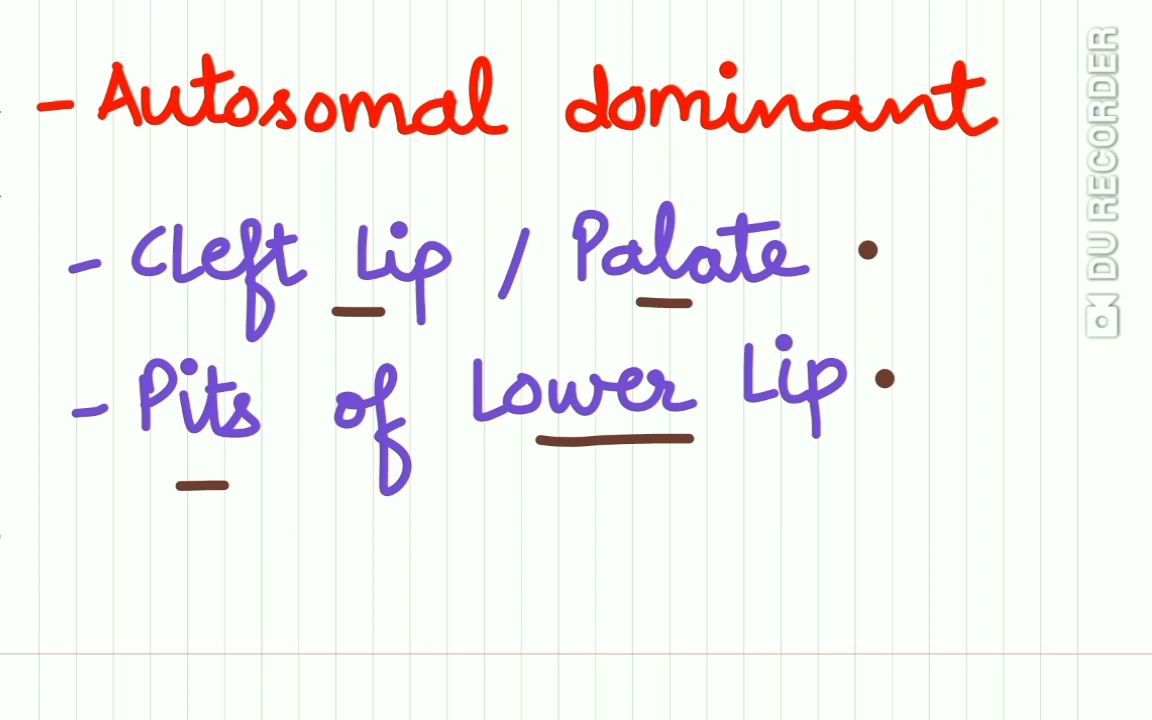 - Autosomal dominant
- Cleft Lip / Palate •
- Pits of Lower Lip •
DU RECORDER